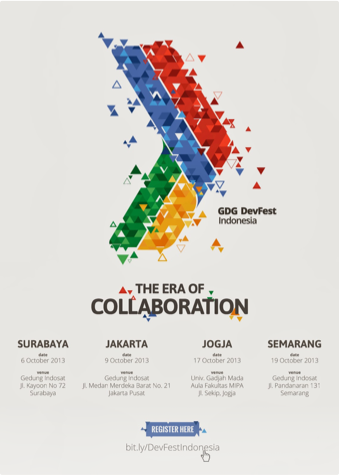 GDG DevFest
Indonesia
THE ERA OF
COLLABORATION
SURABAYA
date
6 October 2013
venue
Gedung Indosat
Jl. Kayoon No 72
Surabaya
JAKARTA
date
9 October 2013
venue
Gedung Indosat
Jl. Medan Merdeka Barat No. 21
Jakarta Pusat
JOGJA
date
17 October 2013
venue
Univ. Gadjah Mada
Aula Fakultas MIPA
Jl. Sekip, Jogja
SEMARANG
date
19 October 2013
venue
Gedung Indosat
Jl. Pandanaran 131
Semarang
REGISTER HERE
bit.ly/DevFestIndonesia